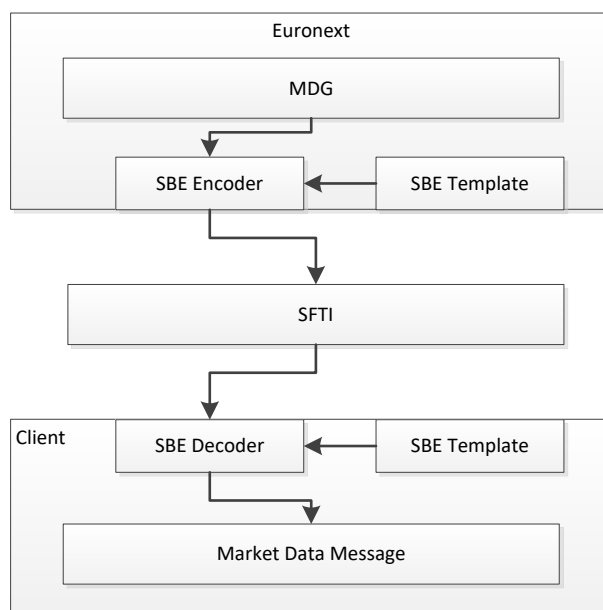 Euronext
MDG
SBE Encoder
SBE Template
SFTI
Client
SBE Decoder
SBE Template
Market Data Message